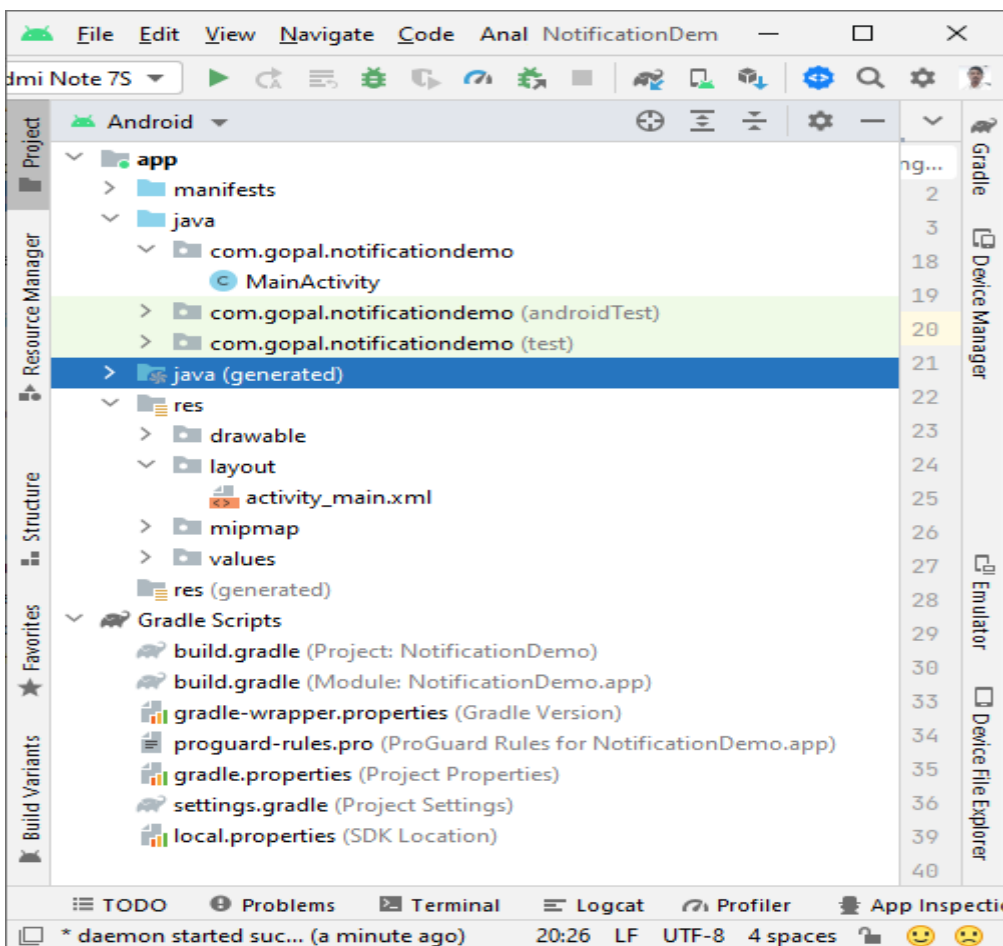 File Edit View Navigate Code Anal NotificationDem
dmi Note 7S
Android
Project
Resource Manager
Structure
Favorites
Build Variants
app
manifests
java
com.gopal.notificationdemo
MainActivity
com.gopal.notificationdemo (androidTest)
com.gopal.notificationdemo (test)
java (generated)
res
drawable
layout
activity_main.xml
mipmap
values
res (generated)
Gradle Scripts
build.gradle (Project: NotificationDemo)
build.gradle (Module: NotificationDemo.app)
gradle-wrapper.properties (Gradle Version)
proguard-rules.pro (ProGuard Rules for NotificationDemo.app)
gradle.properties (Project Properties)
settings.gradle (Project Settings)
local.properties (SDK Location)
ng...
2
3
18
19
20
21
22
23
24
25
26
27
28
29
30
33
34
35
36
39
40
Gradle
Device Manager
Emulator
Device File Explorer
TODO Problems Terminal Logcat Profiler App Inspecti
* daemon started suc... (a minute ago) 20:26 LF UTF-8 4 spaces